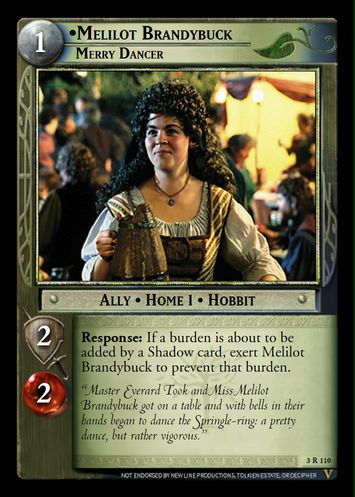 1
•Melilot Brandybuck
Merry Dancer
Ally • Home 1 • Hobbit
2
2
Response: If a burden is about to be
added by a Shadow card, exert Melilot
Brandybuck to prevent that burden.
“Master Everard Took and Miss Melilot
Brandybuck got on a table and with bells in their
hands began to dance the Springle-ring: a pretty
dance, but rather vigorous.”
3 R 110
NOT ENDORSED BY NEW LINE PRODUCTIONS, TOLKIEN ESTATE, OR DECIPHER
V